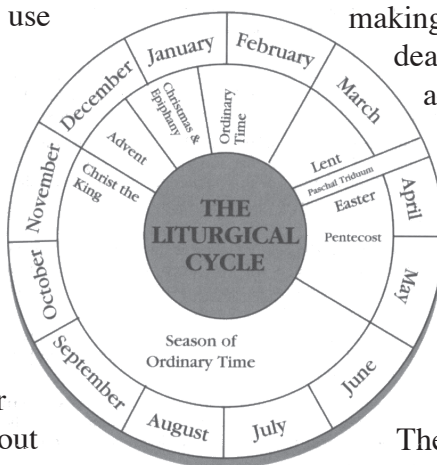 use
making
dea
a
January
February
March
April
May
June
July
August
September
October
November
December
Advent
Christmas &
Epiphany
Ordinary
Time
Lent
Paschal Triduum
Easter
Pentecost
Season of
Ordinary Time
Christ the
King
THE
LITURGICAL
CYCLE
r
out
The